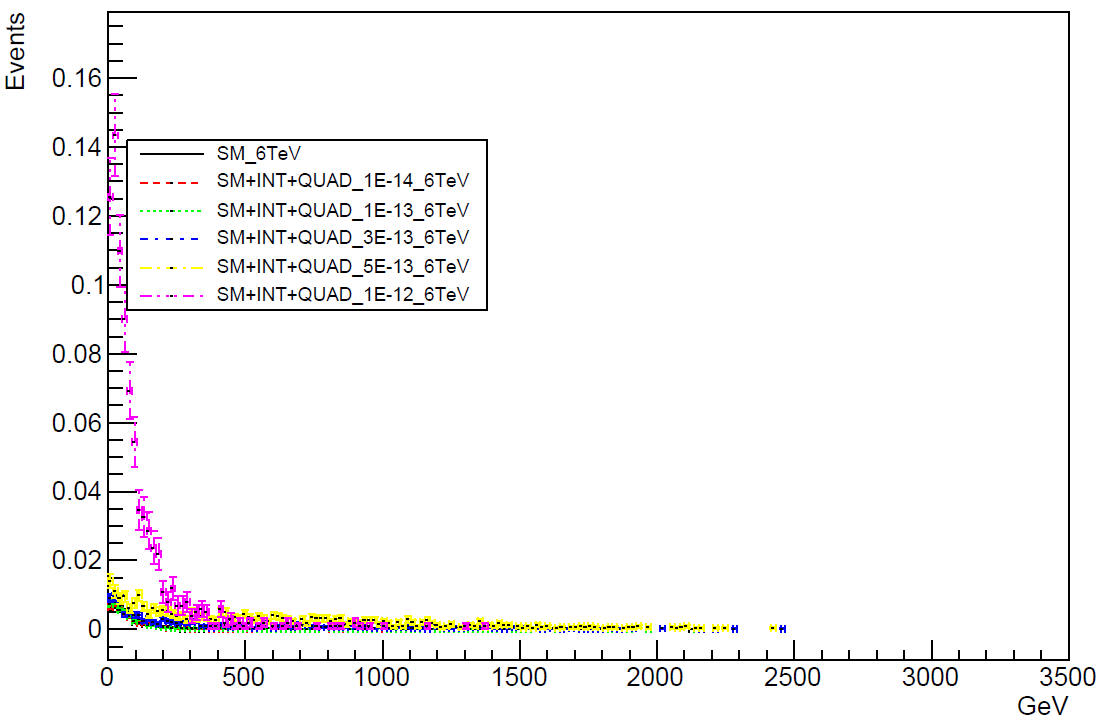 Events
0.16
0.14
0.12
0.1
0.08
0.06
0.04
0.02
0
SM_6TeV
SM+INT+QUAD_1E-14_6TeV
SM+INT+QUAD_1E-13_6TeV
SM+INT+QUAD_3E-13_6TeV
SM+INT+QUAD_5E-13_6TeV
SM+INT+QUAD_1E-12_6TeV
0 500 1000 1500 2000 2500 3000 3500
GeV